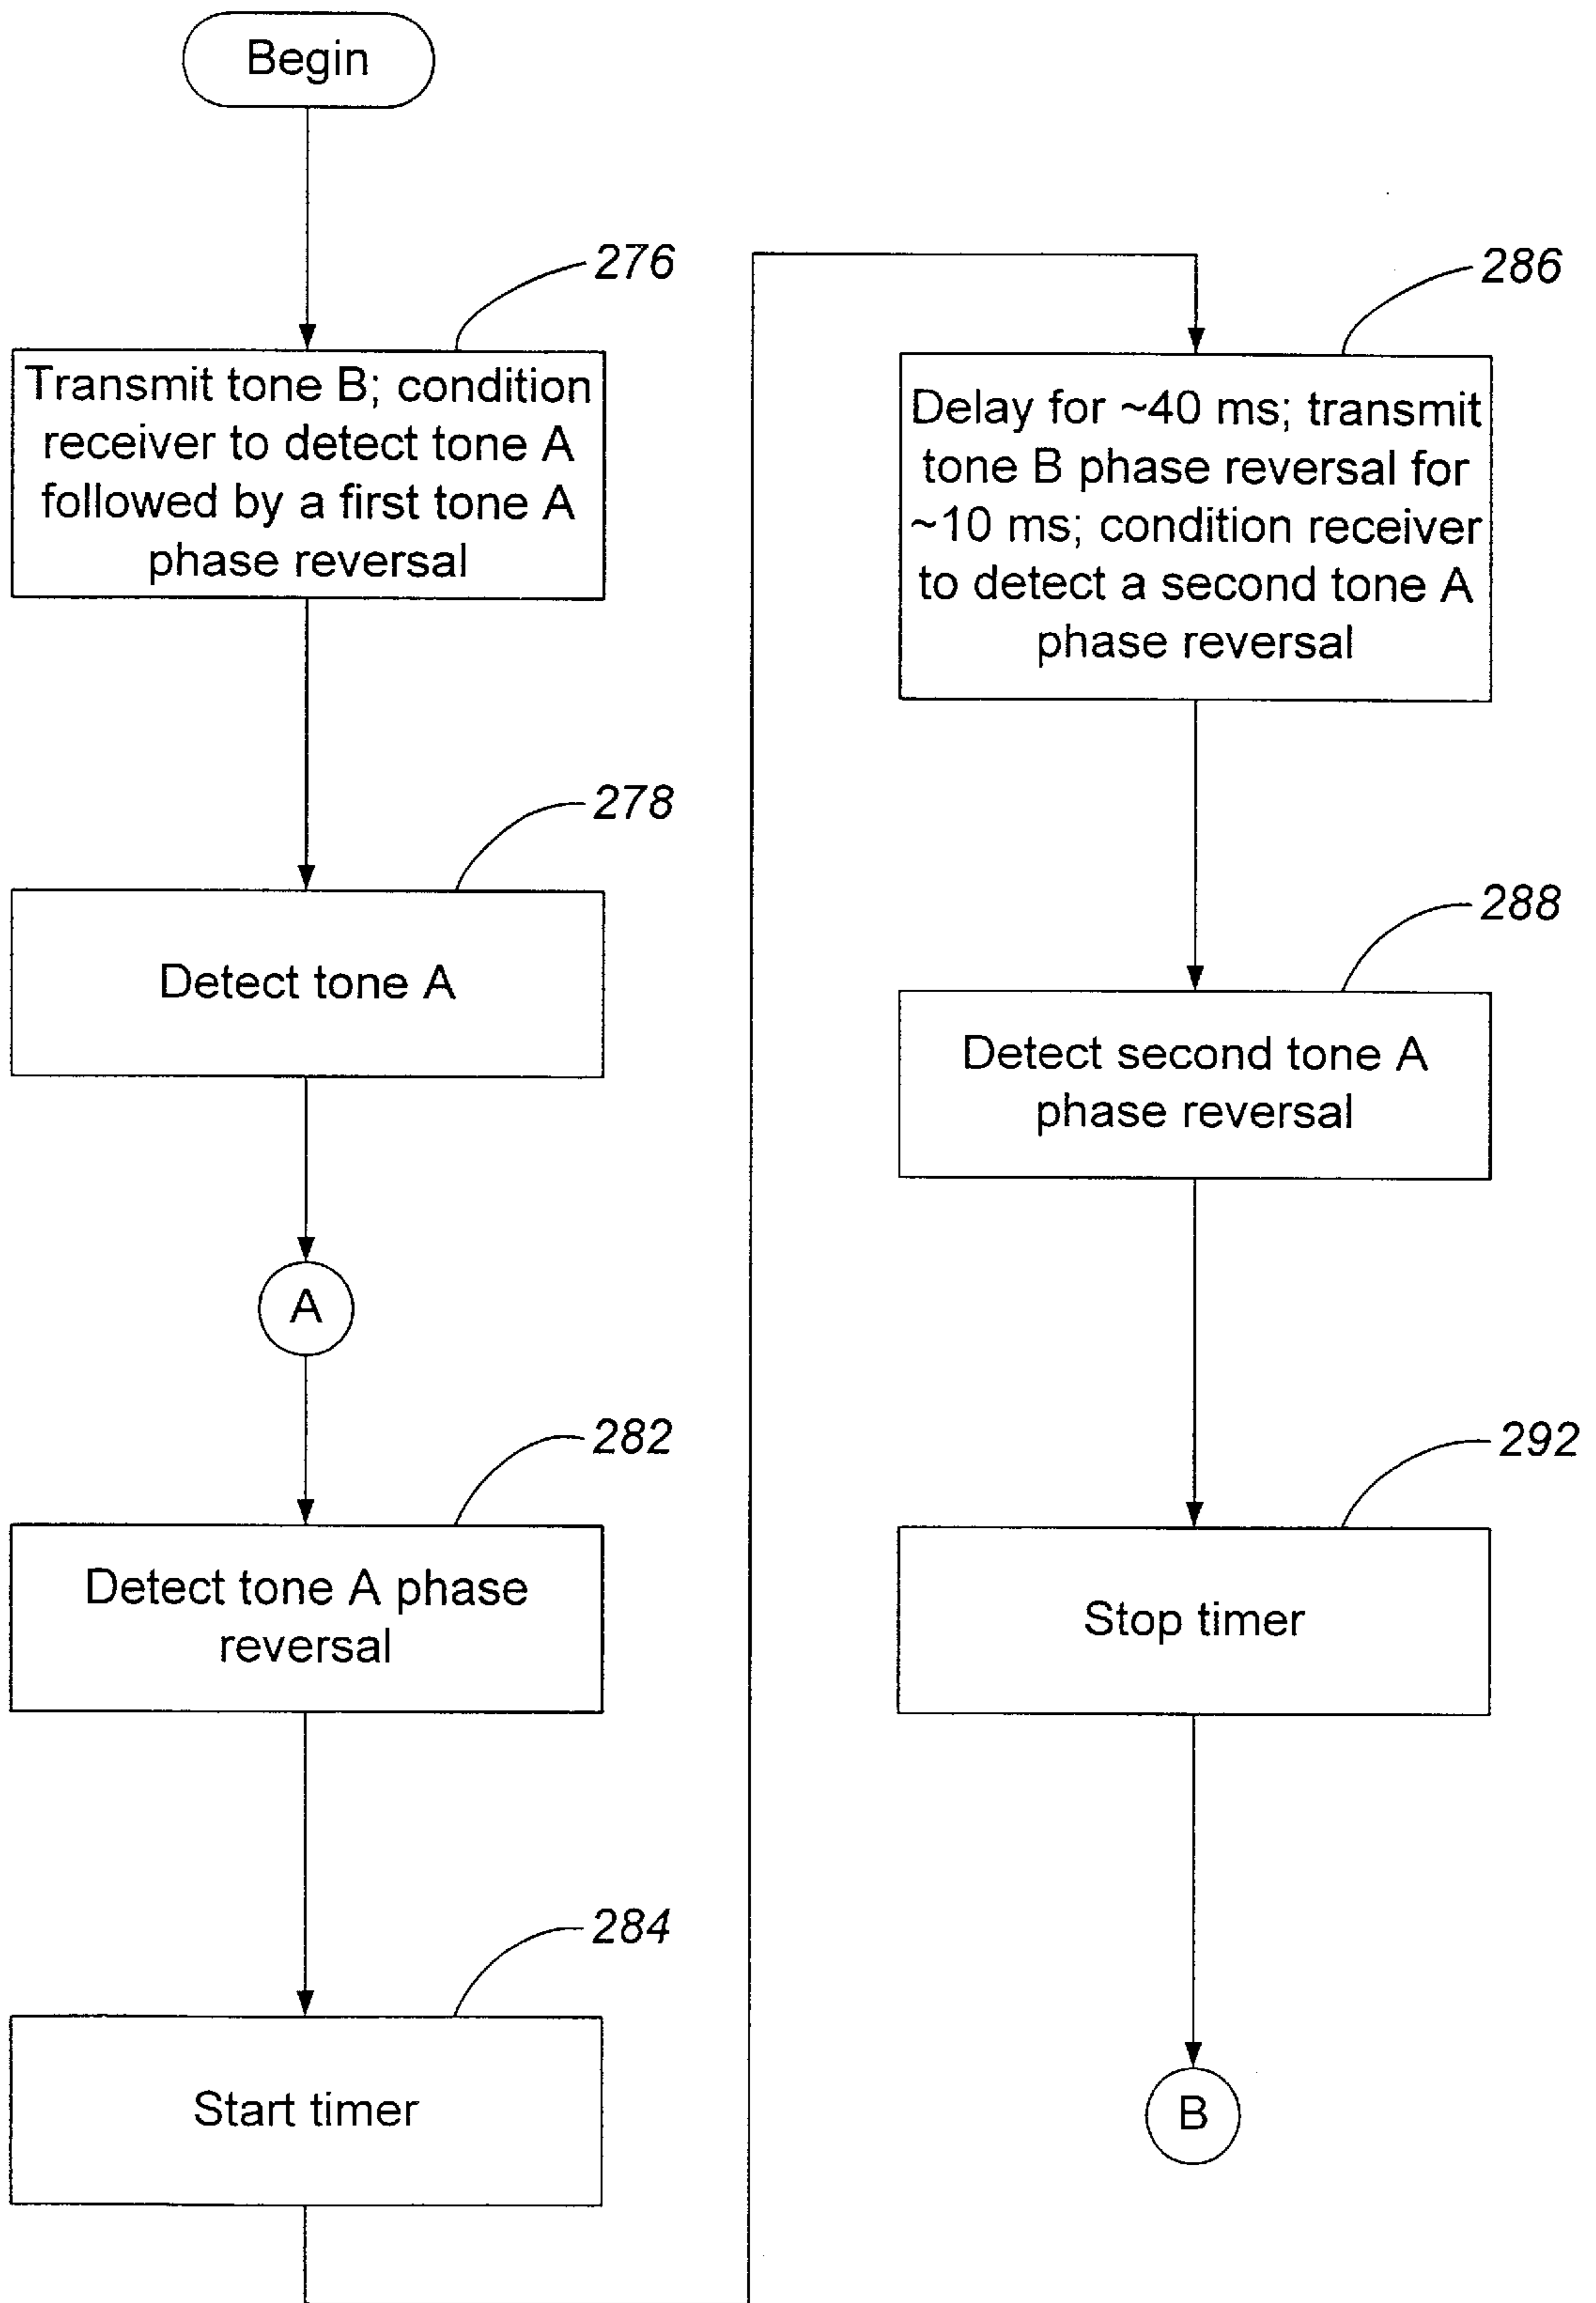 Begin
276
Transmit tone B; condition
receiver to detect tone A
followed by a first tone A
phase reversal
278
Detect tone A
A
282
Detect tone A phase
reversal
284
Start timer
286
Delay for ~40 ms; transmit
tone B phase reversal for
~10 ms; condition receiver
to detect a second tone A
phase reversal
288
Detect second tone A
phase reversal
292
Stop timer
B